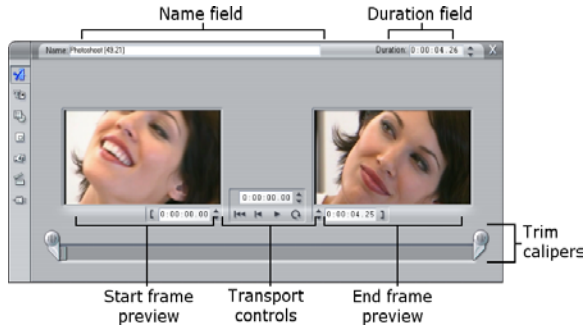 Name field
Duration field
Name: Photoshoot [49.21]
Duration: 0:00:04.26
X
0:00:00.00
[ 0:00:00.00
0:00:04.25 ]
Trim
calipers
Start frame
preview
Transport
controls
End frame
preview